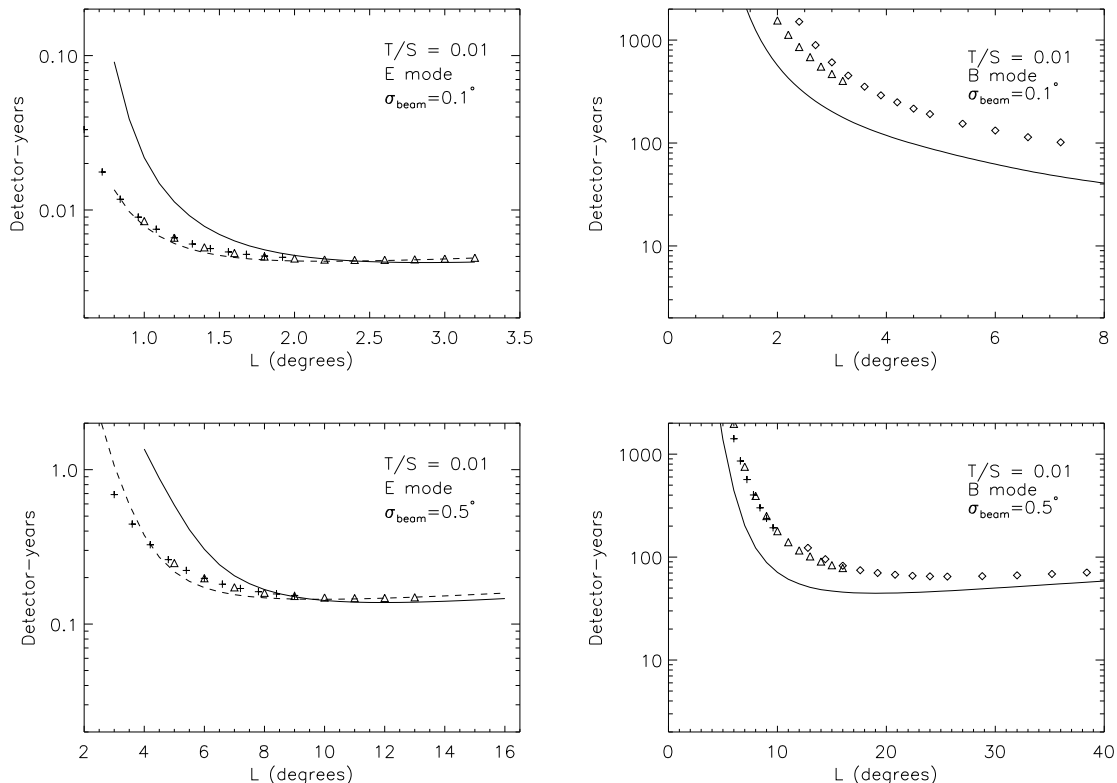 T/S = 0.01
E mode
σbeam=0.1°
0.10
0.01
Detector-years
1.0 1.5 2.0 2.5 3.0 3.5
L (degrees)
T/S = 0.01
B mode
σbeam=0.1°
1000
100
10
Detector-years
0 2 4 6 8
L (degrees)
T/S = 0.01
E mode
σbeam=0.5°
1.0
0.1
Detector-years
2 4 6 8 10 12 14 16
L (degrees)
T/S = 0.01
B mode
σbeam=0.5°
1000
100
10
Detector-years
0 10 20 30 40
L (degrees)